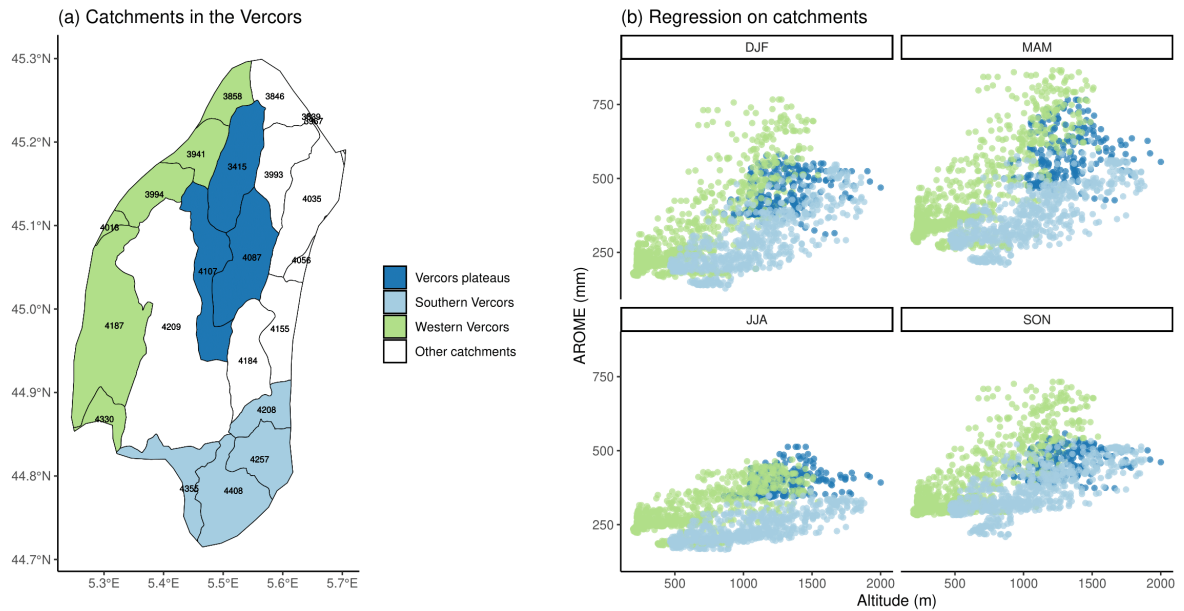 (a) Catchments in the Vercors
45.3°N
45.2°N
45.1°N
45.0°N
44.9°N
44.8°N
44.7°N
5.3°E
5.4°E
5.5°E
5.6°E
5.7°E
3858
3846
3941
3415
3993
3994
4035
4016
4107
4087
4056
4187
4209
4155
4184
4330
4208
4257
4355
4408
Vercors plateaus
Southern Vercors
Western Vercors
Other catchments
(b) Regression on catchments
DJF
MAM
JJA
SON
AROME (mm)
750
500
250
750
500
250
500
1000
1500
2000
500
1000
1500
2000
Altitude (m)